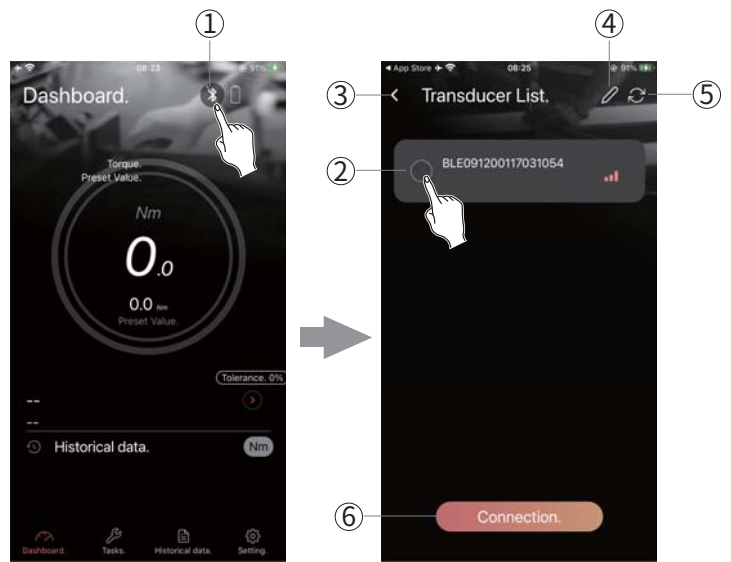 ①
08:23
91%
Dashboard.
Torque.
Preset Value.
Nm
0.0
0.0 Nm
Preset Value.
Tolerance. 0%
--
--
Historical data.
Nm
Dashboard.
Tasks.
Historical data.
Setting.
④
App Store
08:25
91%
③
Transducer List.
⑤
②
BLE091200117031054
⑥
Connection.